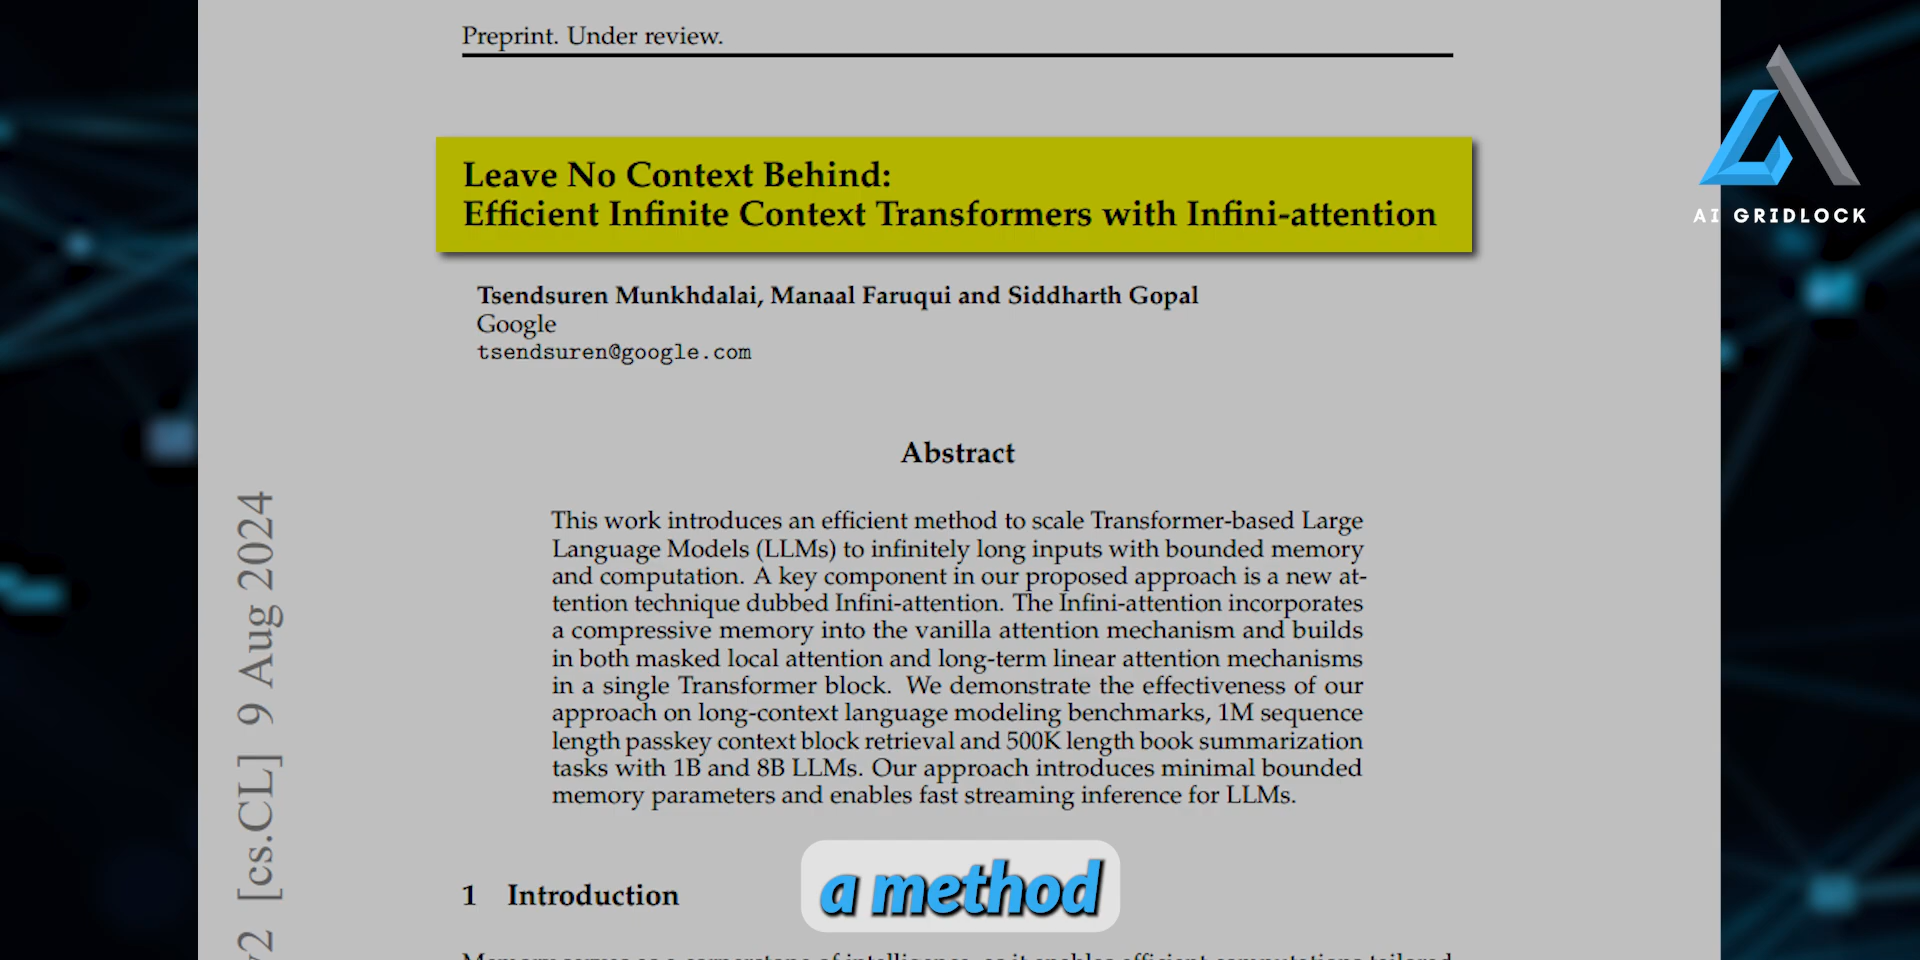 Preprint. Under review.
Leave No Context Behind:
Efficient Infinite Context Transformers with Infini-attention
AI GRIDLOCK
Tsendsuren Munkhdalai, Manaal Faruqui and Siddharth Gopal
Google
tsendsuren@google.com
Abstract
This work introduces an efficient method to scale Transformer-based Large
Language Models (LLMs) to infinitely long inputs with bounded memory
and computation. A key component in our proposed approach is a new at-
tention technique dubbed Infini-attention. The Infini-attention incorporates
a compressive memory into the vanilla attention mechanism and builds
in both masked local attention and long-term linear attention mechanisms
in a single Transformer block. We demonstrate the effectiveness of our
approach on long-context language modeling benchmarks, 1M sequence
length passkey context block retrieval and 500K length book summarization
tasks with 1B and 8B LLMs. Our approach introduces minimal bounded
memory parameters and enables fast streaming inference for LLMs.
v2 [cs.CL] 9 Aug 2024
1 Introduction
a method